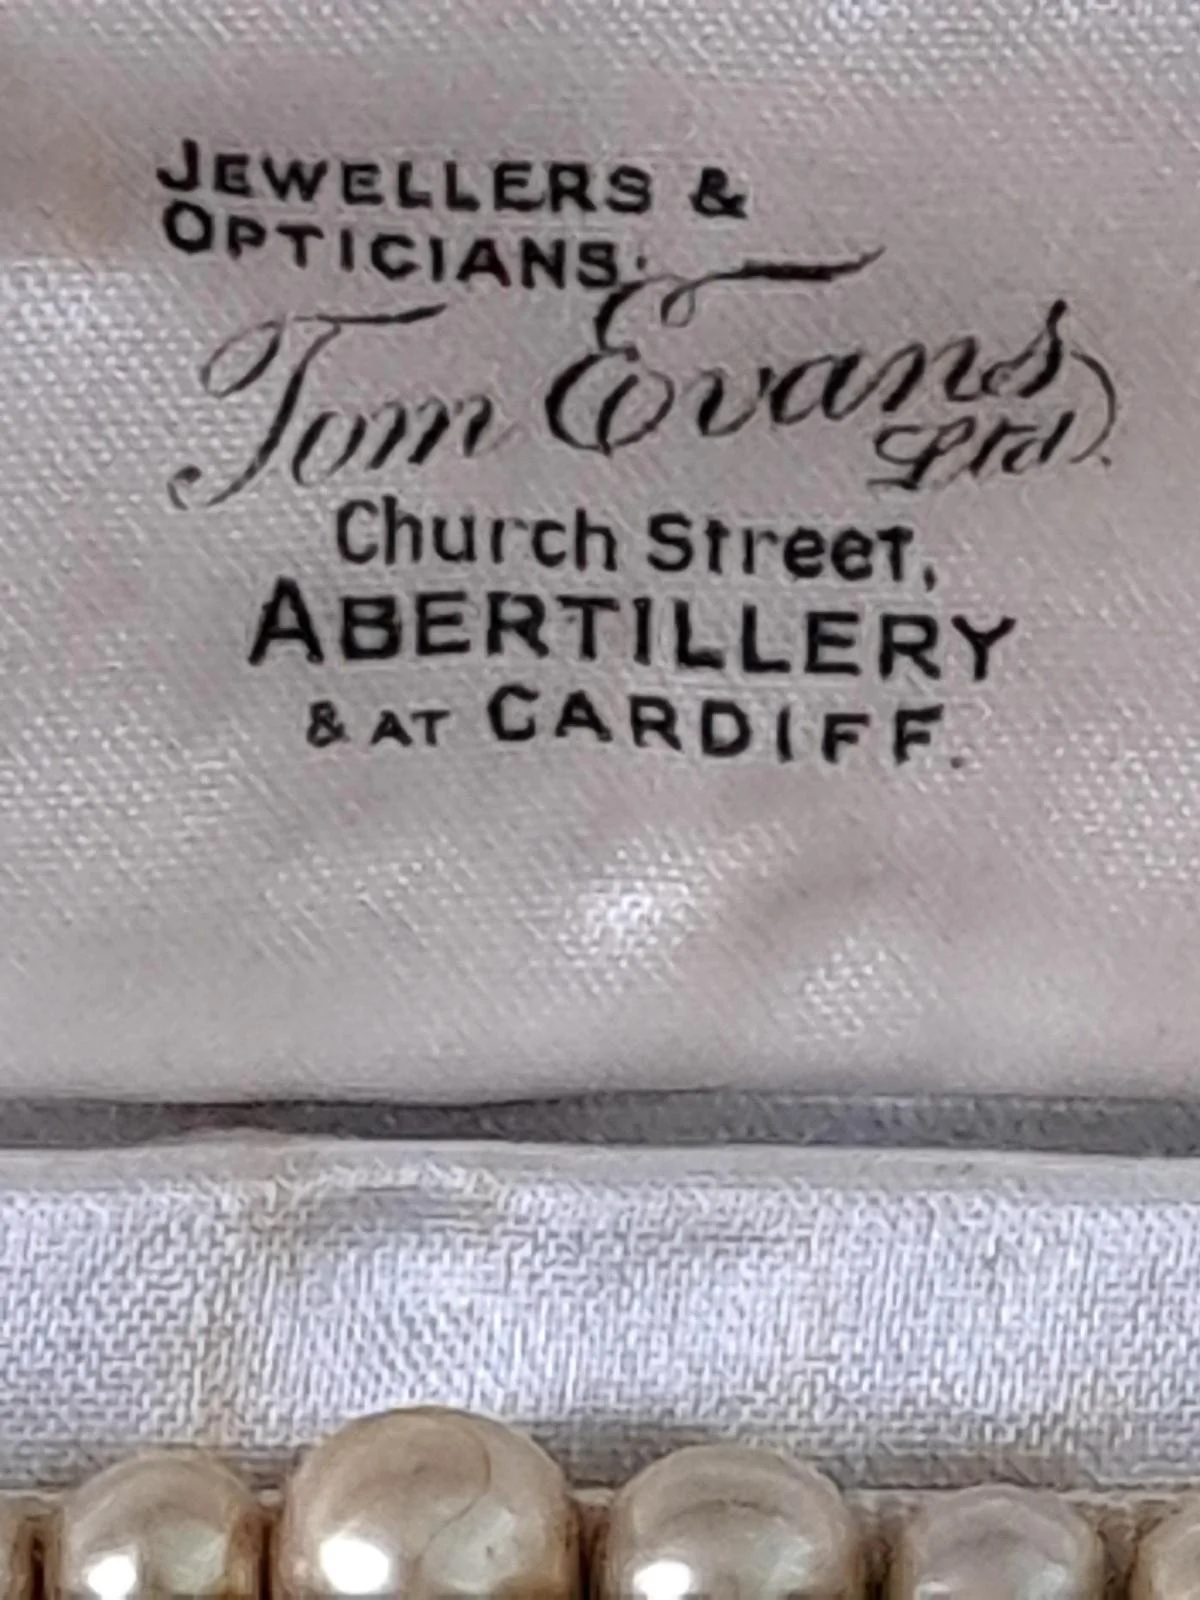 JEWELLERS &
OPTICIANS.
Tom Evans
Ltd.
Church Street,
ABERTILLERY
& AT CARDIFF.